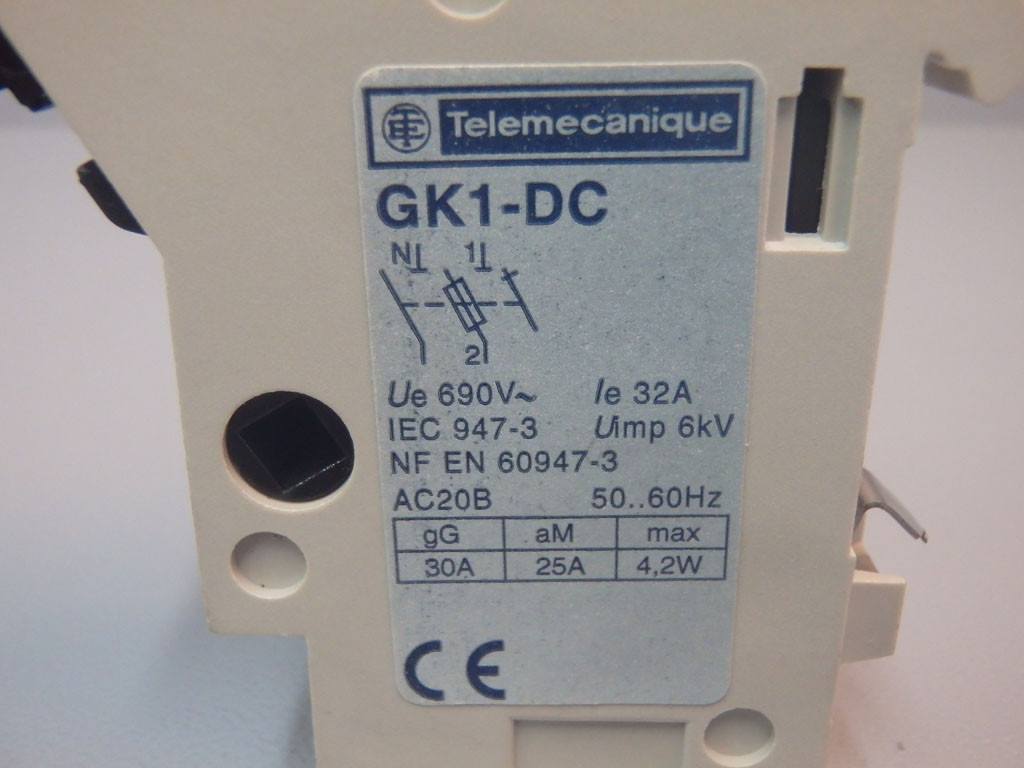 TE Telemecanique
GK1-DC
N 1
2
Ue 690V~ Ie 32A
IEC 947-3 Uimp 6kV
NF EN 60947-3
AC20B 50..60Hz
gG aM max
30A 25A 4,2W
CE